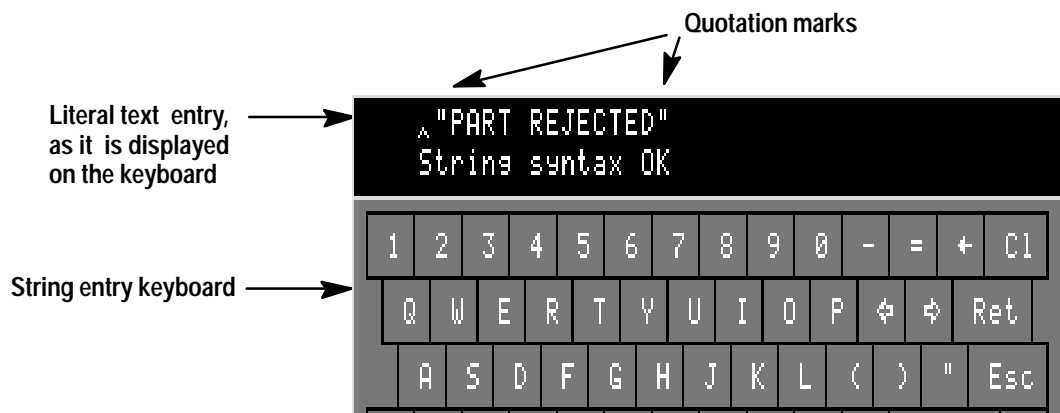 Quotation marks
Literal text entry,
as it is displayed
on the keyboard
‸"PART REJECTED"
String syntax OK
1 2 3 4 5 6 7 8 9 0 - = ← Cl
String entry keyboard
Q W E R T Y U I O P ⇦ ⇨ Ret
A S D F G H J K L ( ) " Esc